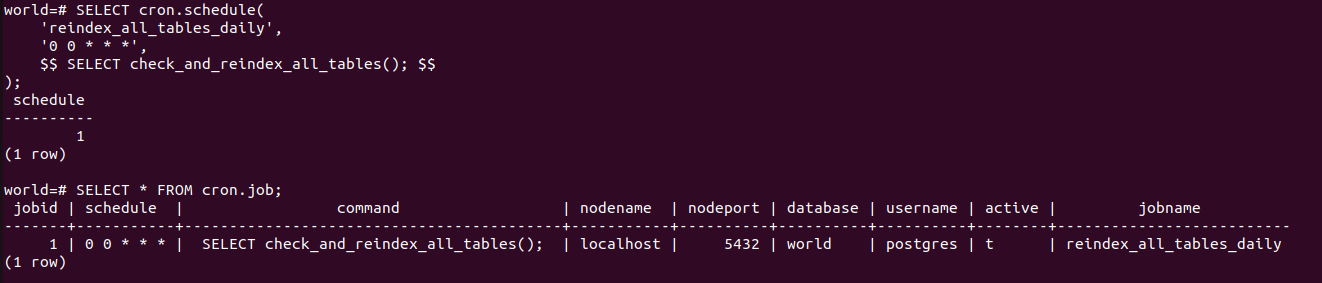 world=# SELECT cron.schedule(
    'reindex_all_tables_daily',
    '0 0 * * *',
    $$ SELECT check_and_reindex_all_tables(); $$
);
 schedule
----------
        1
(1 row)

world=# SELECT * FROM cron.job;
 jobid | schedule  |                 command                  | nodename  | nodeport | database | username | active |         jobname
-------+-----------+------------------------------------------+-----------+----------+----------+----------+--------+--------------------------
     1 | 0 0 * * * |  SELECT check_and_reindex_all_tables();  | localhost |     5432 | world    | postgres | t      | reindex_all_tables_daily
(1 row)